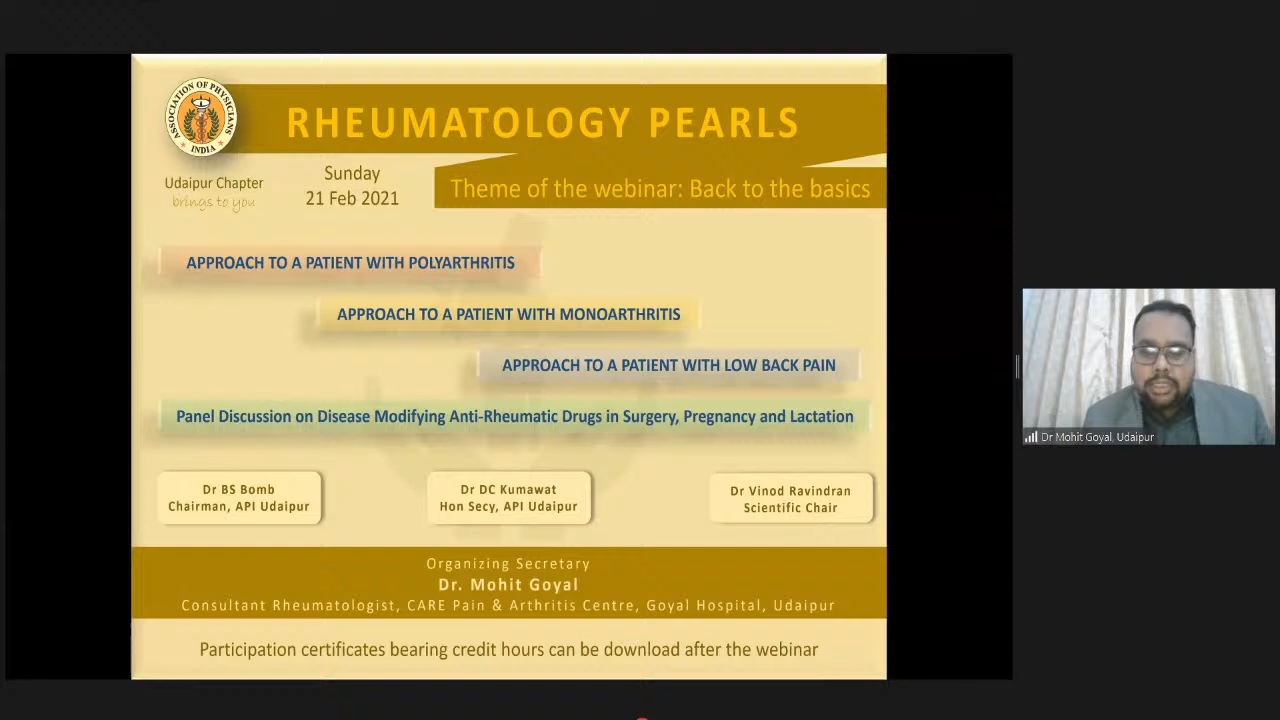 ASSOCIATION OF PHYSICIANS
INDIA
RHEUMATOLOGY PEARLS
Udaipur Chapter
brings to you
Sunday
21 Feb 2021
Theme of the webinar: Back to the basics
APPROACH TO A PATIENT WITH POLYARTHRITIS
APPROACH TO A PATIENT WITH MONOARTHRITIS
APPROACH TO A PATIENT WITH LOW BACK PAIN
Panel Discussion on Disease Modifying Anti-Rheumatic Drugs in Surgery, Pregnancy and Lactation
Dr BS Bomb
Chairman, API Udaipur
Dr DC Kumawat
Hon Secy, API Udaipur
Dr Vinod Ravindran
Scientific Chair
Organizing Secretary
Dr. Mohit Goyal
Consultant Rheumatologist, CARE Pain & Arthritis Centre, Goyal Hospital, Udaipur
Participation certificates bearing credit hours can be download after the webinar
Dr Mohit Goyal, Udaipur